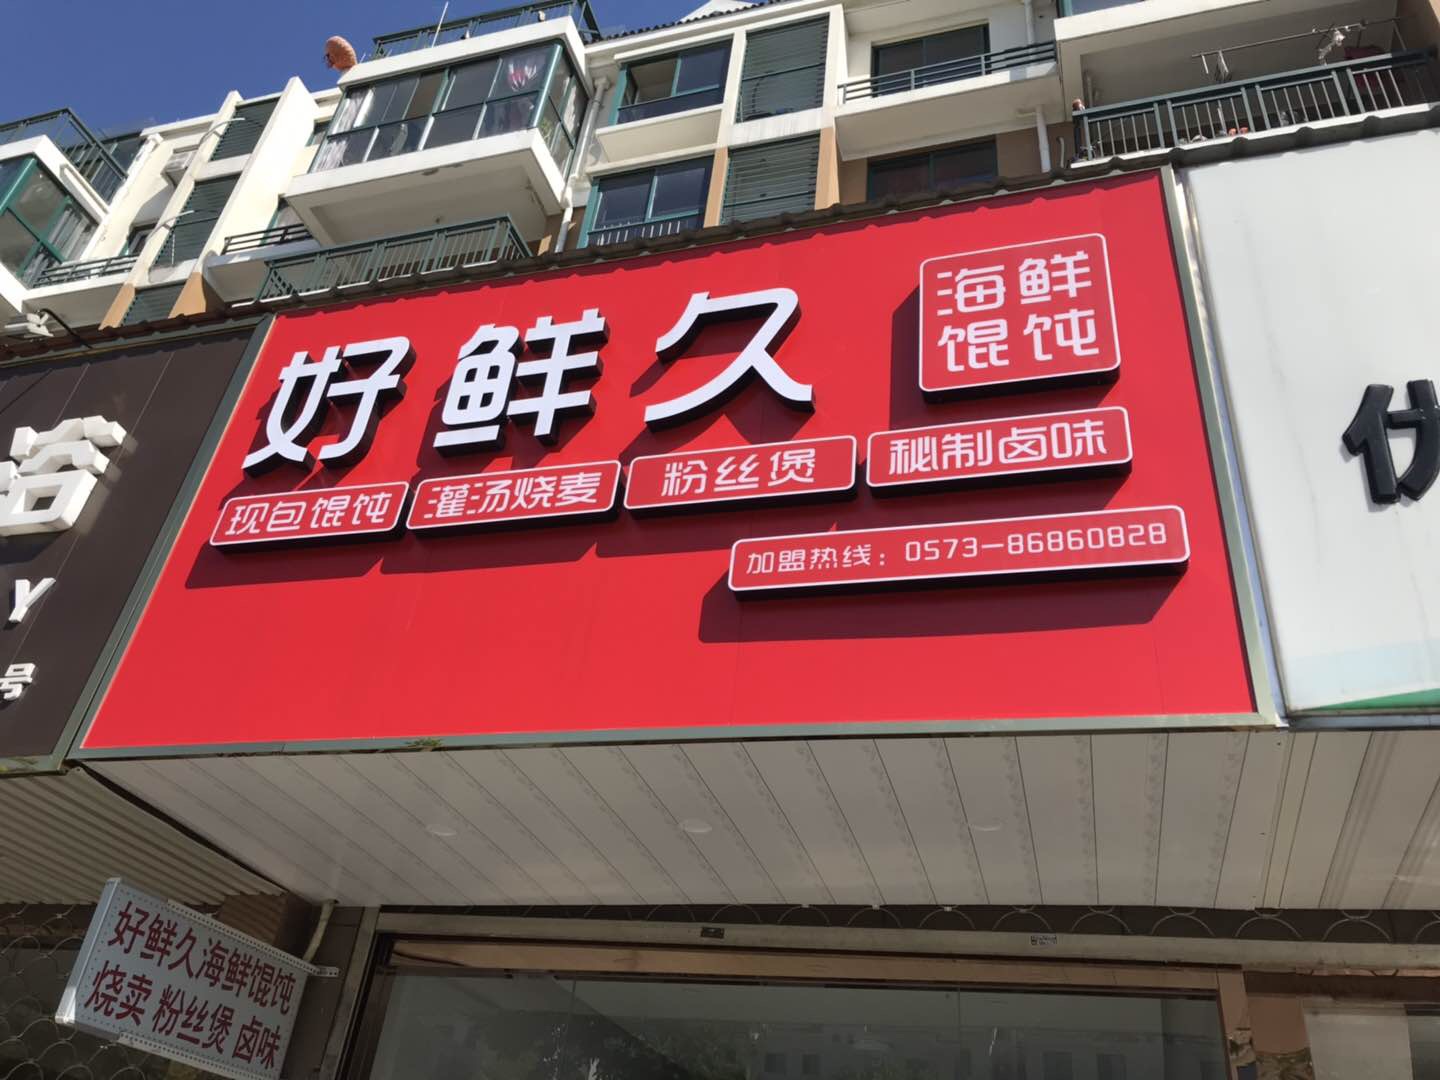 好鲜久
海鲜
馄饨
现包馄饨
灌汤烧麦
粉丝煲
秘制卤味
加盟热线：0573-86860828
Y
号
好鲜久海鲜馄饨
烧卖 粉丝煲 卤味